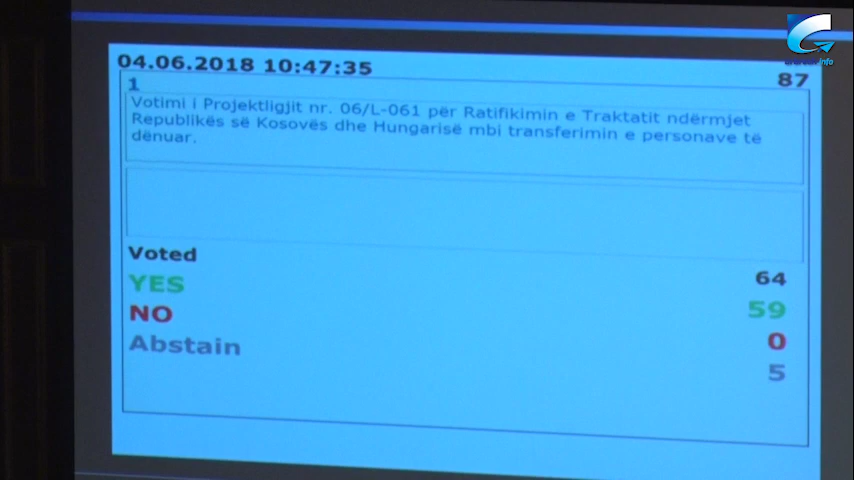 04.06.2018 10:47:35
87
1
Votimi i Projektligjit nr. 06/L-061 për Ratifikimin e Traktatit ndërmjet
Republikës së Kosovës dhe Hungarisë mbi transferimin e personave të
dënuar.
Voted 64
YES 59
NO 0
Abstain 5